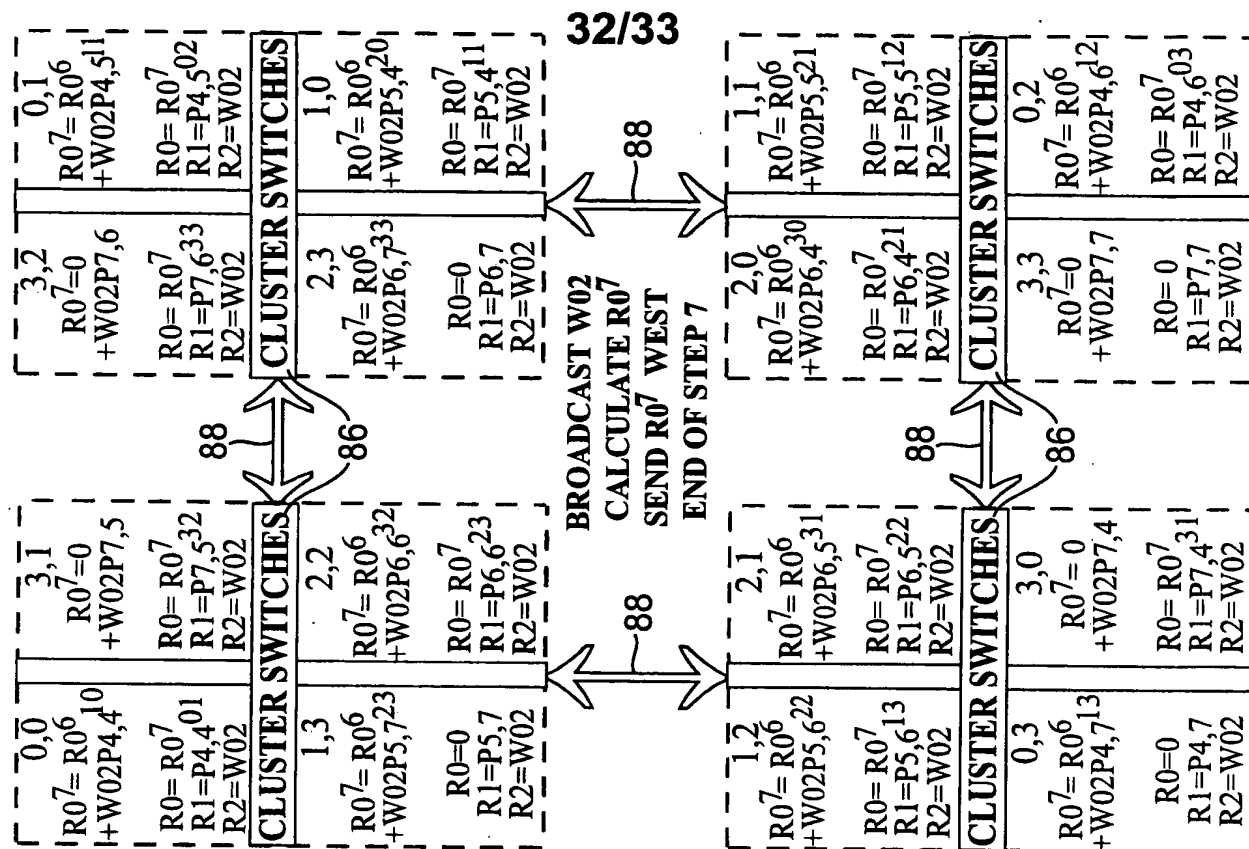 32/33
0,0
R0⁷= R0⁶
+W02P4,4¹⁰
R0= R0⁷
R1=P4,4⁰¹
R2=W02
3,1
R0⁷=0
+W02P7,5
R0= R0⁷
R1=P7,5³²
R2=W02
CLUSTER SWITCHES
1,3
R0⁷= R0⁶
+W02P5,7²³
R0=0
R1=P5,7
R2=W02
2,2
R0⁷= R0⁶
+W02P6,6³²
R0= R0⁷
R1=P6,6²³
R2=W02
88
86
3,2
R0⁷=0
+W02P7,6
R0= R0⁷
R1=P7,6³³
R2=W02
0,1
R0⁷= R0⁶
+W02P4,5¹¹
R0= R0⁷
R1=P4,5⁰²
R2=W02
CLUSTER SWITCHES
2,3
R0⁷= R0⁶
+W02P6,7³³
R0=0
R1=P6,7
R2=W02
1,0
R0⁷= R0⁶
+W02P5,4²⁰
R0= R0⁷
R1=P5,4¹¹
R2=W02
88
BROADCAST W02
CALCULATE R0⁷
SEND R0⁷ WEST
END OF STEP 7
88
1,2
R0⁷= R0⁶
+W02P5,6²²
R0= R0⁷
R1=P5,6¹³
R2=W02
2,1
R0⁷= R0⁶
+W02P6,5³¹
R0= R0⁷
R1=P6,5²²
R2=W02
CLUSTER SWITCHES
0,3
R0⁷= R0⁶
+W02P4,7¹³
R0=0
R1=P4,7
R2=W02
3,0
R0⁷= 0
+W02P7,4
R0= R0⁷
R1=P7,4³¹
R2=W02
88
86
2,0
R0⁷= R0⁶
+W02P6,4³⁰
R0= R0⁷
R1=P6,4²¹
R2=W02
1,1
R0⁷= R0⁶
+W02P5,5²¹
R0= R0⁷
R1=P5,5¹²
R2=W02
CLUSTER SWITCHES
3,3
R0⁷=0
+W02P7,7
R0= 0
R1=P7,7
R2=W02
0,2
R0⁷= R0⁶
+W02P4,6¹²
R0= R0⁷
R1=P4,6⁰³
R2=W02